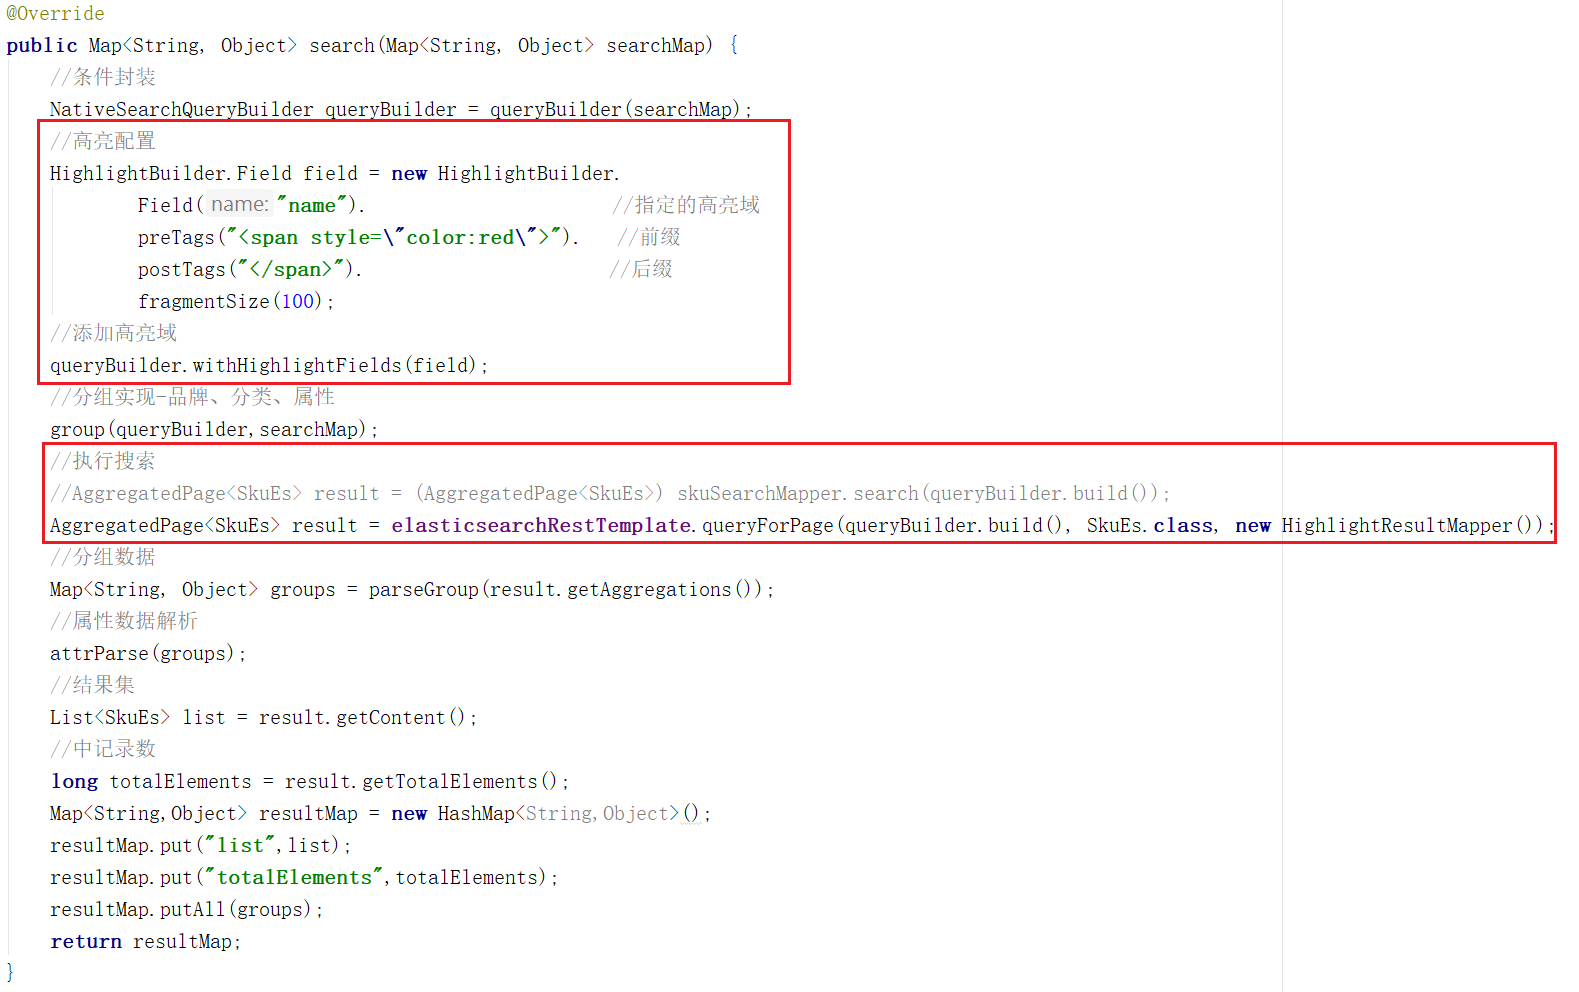 @Override
public Map<String, Object> search(Map<String, Object> searchMap) {
//条件封装
NativeSearchQueryBuilder queryBuilder = queryBuilder(searchMap);
//高亮配置
HighlightBuilder.Field field = new HighlightBuilder.
Field( name: "name"). //指定的高亮域
preTags("<span style=\"color:red\">"). //前缀
postTags("</span>"). //后缀
fragmentSize(100);
//添加高亮域
queryBuilder.withHighlightFields(field);
//分组实现-品牌、分类、属性
group(queryBuilder,searchMap);
//执行搜索
//AggregatedPage<SkuEs> result = (AggregatedPage<SkuEs>) skuSearchMapper.search(queryBuilder.build());
AggregatedPage<SkuEs> result = elasticsearchRestTemplate.queryForPage(queryBuilder.build(), SkuEs.class, new HighlightResultMapper());
//分组数据
Map<String, Object> groups = parseGroup(result.getAggregations());
//属性数据解析
attrParse(groups);
//结果集
List<SkuEs> list = result.getContent();
//中记录数
long totalElements = result.getTotalElements();
Map<String,Object> resultMap = new HashMap<String,Object>();
resultMap.put("list",list);
resultMap.put("totalElements",totalElements);
resultMap.putAll(groups);
return resultMap;
}